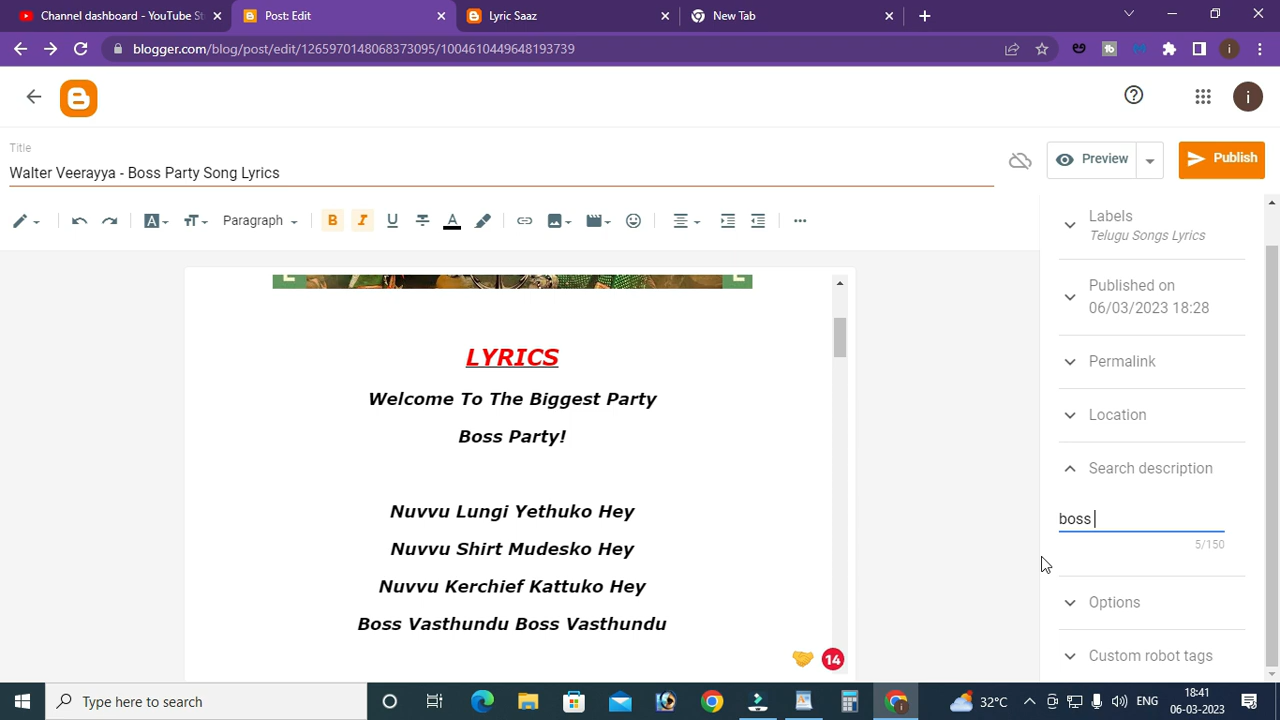 Channel dashboard - YouTube St
Post Edit
Lyric Saaz
New Tab
blogger.com/blog/post/edit/1265970148068373095/1004610449648193739
i
i
Title
Walter Veerayya - Boss Party Song Lyrics
Preview
Publish
Paragraph
B
I
U
A
A
Labels
Telugu Songs Lyrics
Published on
06/03/2023 18:28
Permalink
Location
Search description
boss
5/150
Options
Custom robot tags
LYRICS
Welcome To The Biggest Party
Boss Party!
Nuvvu Lungi Yethuko Hey
Nuvvu Shirt Mudesko Hey
Nuvvu Kerchief Kattuko Hey
Boss Vasthundu Boss Vasthundu
14
Type here to search
32°C
ENG
18:41
06-03-2023